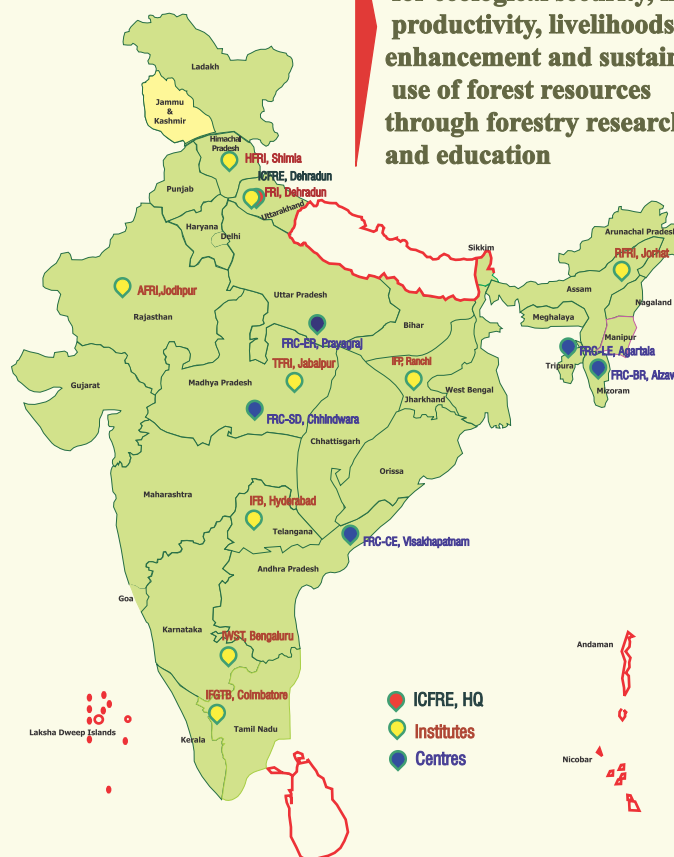 productivity, livelihoods
enhancement and sustain
use of forest resources
through forestry research
and education
Ladakh
Jammu
&
Kashmir
Himachal
Pradesh
HFRI, Shimla
ICFRE, Dehradun
FRI, Dehradun
Uttarakhand
Punjab
Haryana
Delhi
Sikkim
Arunachal Pradesh
RFRI, Jorhat
AFRI,Jodhpur
Rajasthan
Uttar Pradesh
Assam
Nagaland
Meghalaya
Bihar
Manipur
FRC-ER, Prayagraj
FRC-LE, Agartala
TFRI, Jabalpur
IFP, Ranchi
Tripura
FRC-BR, Aizaw
Gujarat
Madhya Pradesh
West Bengal
Mizoram
Jharkhand
FRC-SD, Chhindwara
Chhattisgarh
Orissa
Maharashtra
IFB, Hyderabad
Telangana
FRC-CE, Visakhapatnam
Andhra Pradesh
Goa
Karnataka
IWST, Bengaluru
Andaman
IFGTB, Coimbatore
ICFRE, HQ
Laksha Dweep Islands
Kerala
Tamil Nadu
Institutes
Centres
Nicobar